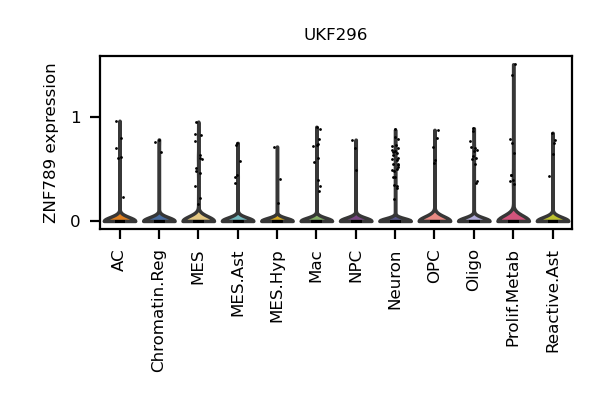 UKF296
ZNF789 expression
1
0
AC
Chromatin.Reg
MES
MES.Ast
MES.Hyp
Mac
NPC
Neuron
OPC
Oligo
Prolif.Metab
Reactive.Ast